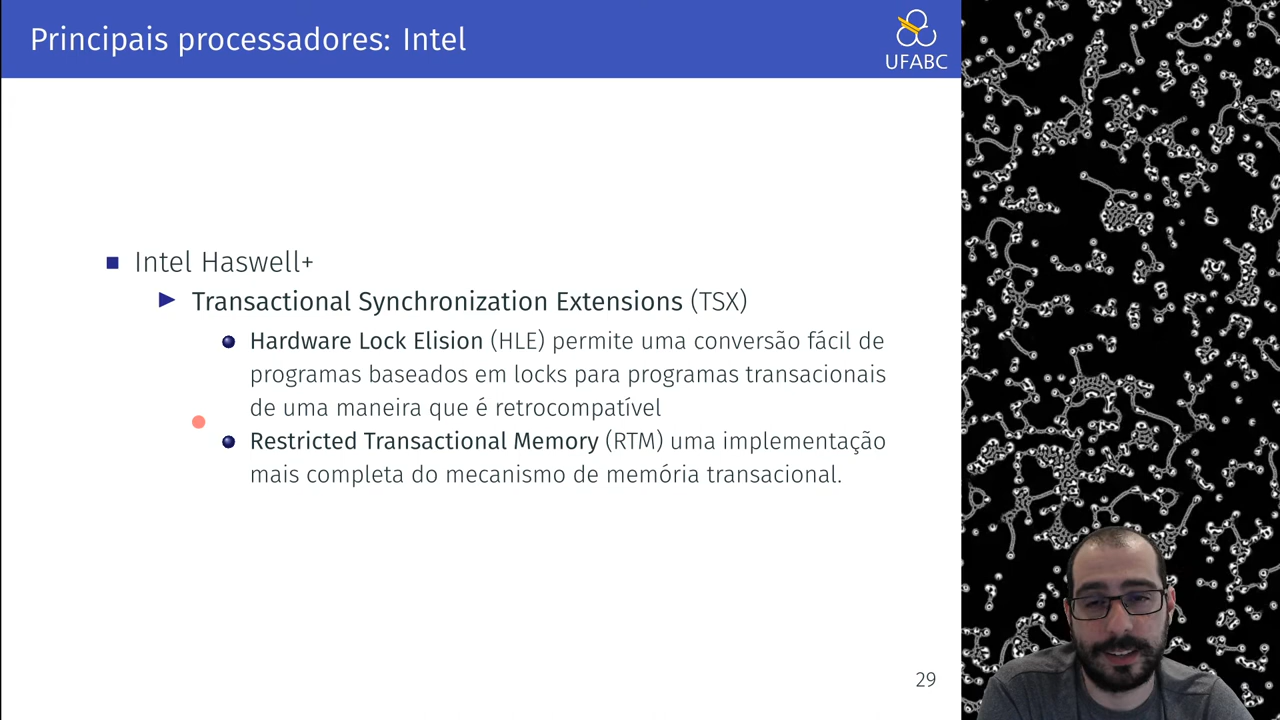 Principais processadores: Intel
UFABC
Intel Haswell+
Transactional Synchronization Extensions (TSX)
Hardware Lock Elision (HLE) permite uma conversão fácil de
programas baseados em locks para programas transacionais
de uma maneira que é retrocompatível
Restricted Transactional Memory (RTM) uma implementação
mais completa do mecanismo de memória transacional.
29